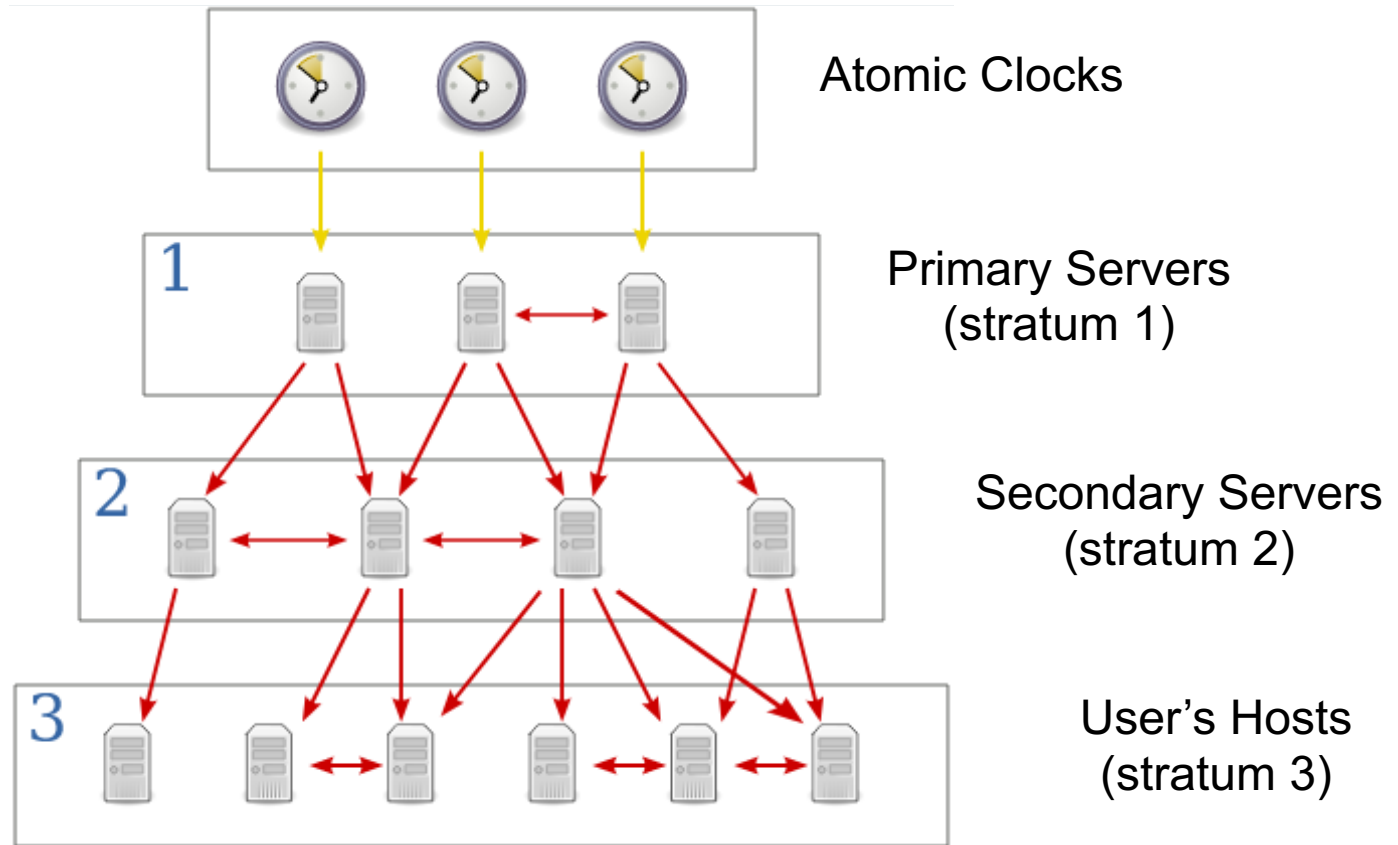 Atomic Clocks
1
Primary Servers
(stratum 1)
2
Secondary Servers
(stratum 2)
3
User’s Hosts
(stratum 3)